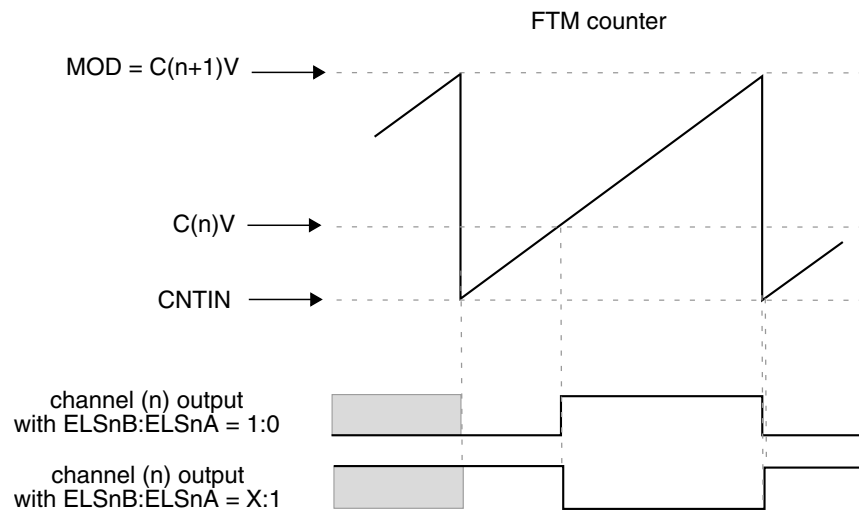 FTM counter
MOD = C(n+1)V
C(n)V
CNTIN
channel (n) output
with ELSnB:ELSnA = 1:0
channel (n) output
with ELSnB:ELSnA = X:1